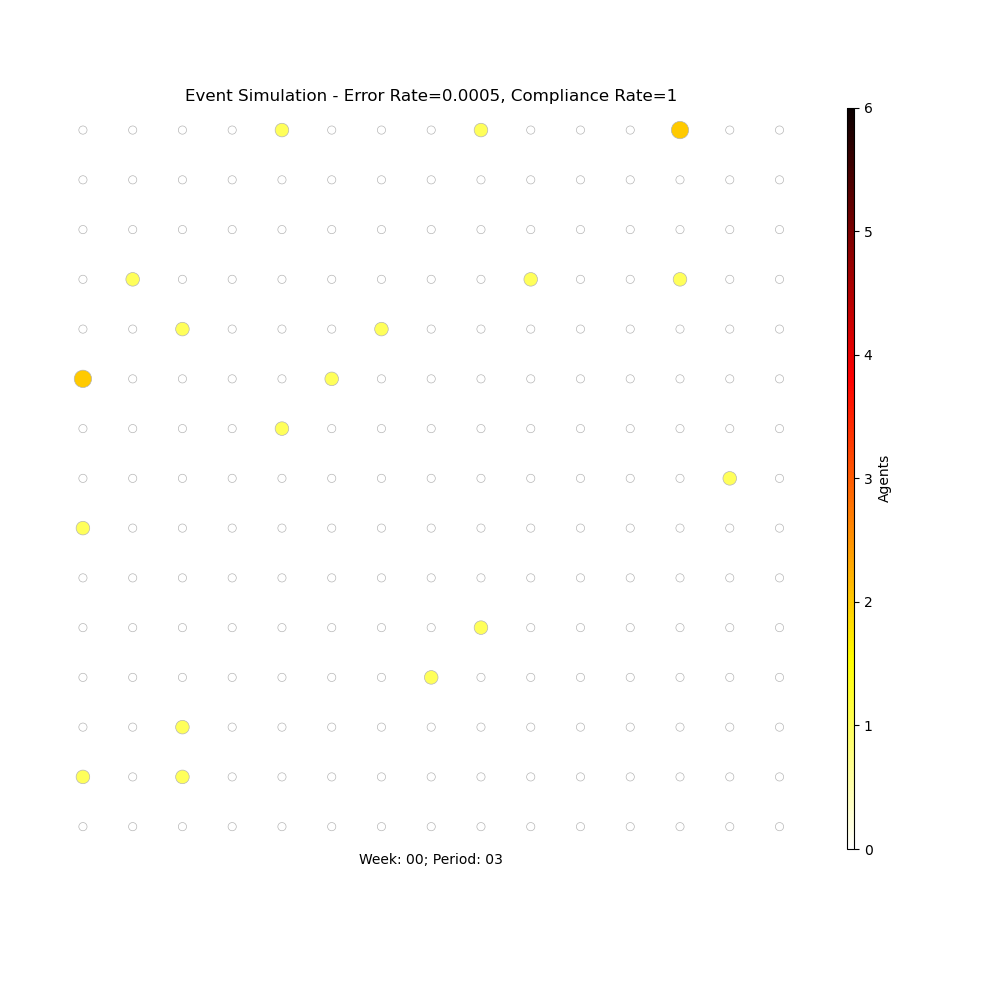 Event Simulation - Error Rate=0.0005, Compliance Rate=1
6
5
4
3
2
1
0
Agents
Week: 00; Period: 03